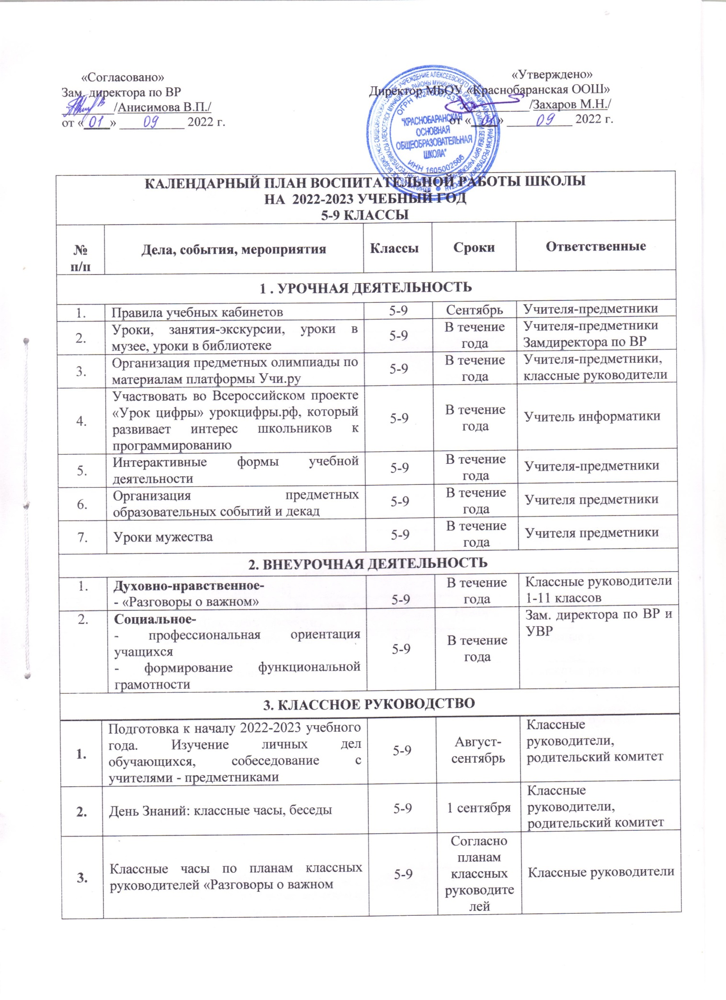 «Согласовано» «Утверждено»
Зам. директора по ВР Директор МБОУ «Краснобаранская ООШ»
/Анисимова В.П./ /Захаров М.Н./
от «01» 09 2022 г. от «01» 09 2022 г.
"КРАСНОБАРАНСКАЯ
ОСНОВНАЯ
ОБЩЕОБРАЗОВАТЕЛЬНАЯ
ШКОЛА"
ИНН 1605002566
КАЛЕНДАРНЫЙ ПЛАН ВОСПИТАТЕЛЬНОЙ РАБОТЫ ШКОЛЫ
НА 2022-2023 УЧЕБНЫЙ ГОД
5-9 КЛАССЫ
№
п/п
Дела, события, мероприятия
Классы
Сроки
Ответственные
1 . УРОЧНАЯ ДЕЯТЕЛЬНОСТЬ
1.
Правила учебных кабинетов
5-9
Сентябрь
Учителя-предметники
2.
Уроки, занятия-экскурсии, уроки в
музее, уроки в библиотеке
5-9
В течение
года
Учителя-предметники
Замдиректора по ВР
3.
Организация предметных олимпиады по
материалам платформы Учи.ру
5-9
В течение
года
Учителя-предметники,
классные руководители
4.
Участвовать во Всероссийском проекте
«Урок цифры» урокцифры.рф, который
развивает интерес школьников к
программированию
5-9
В течение
года
Учитель информатики
5.
Интерактивные формы учебной
деятельности
5-9
В течение
года
Учителя-предметники
6.
Организация предметных
образовательных событий и декад
5-9
В течение
года
Учителя предметники
7.
Уроки мужества
5-9
В течение
года
Учителя предметники
2. ВНЕУРОЧНАЯ ДЕЯТЕЛЬНОСТЬ
1.
Духовно-нравственное-
- «Разговоры о важном»
5-9
В течение
года
Классные руководители
1-11 классов
2.
Социальное-
- профессиональная ориентация
учащихся
- формирование функциональной
грамотности
5-9
В течение
года
Зам. директора по ВР и
УВР
3. КЛАССНОЕ РУКОВОДСТВО
1.
Подготовка к началу 2022-2023 учебного
года. Изучение личных дел
обучающихся, собеседование с
учителями - предметниками
5-9
Август-
сентябрь
Классные
руководители,
родительский комитет
2.
День Знаний: классные часы, беседы
5-9
1 сентября
Классные
руководители,
родительский комитет
3.
Классные часы по планам классных
руководителей «Разговоры о важном
5-9
Согласно
планам
классных
руководите
лей
Классные руководители